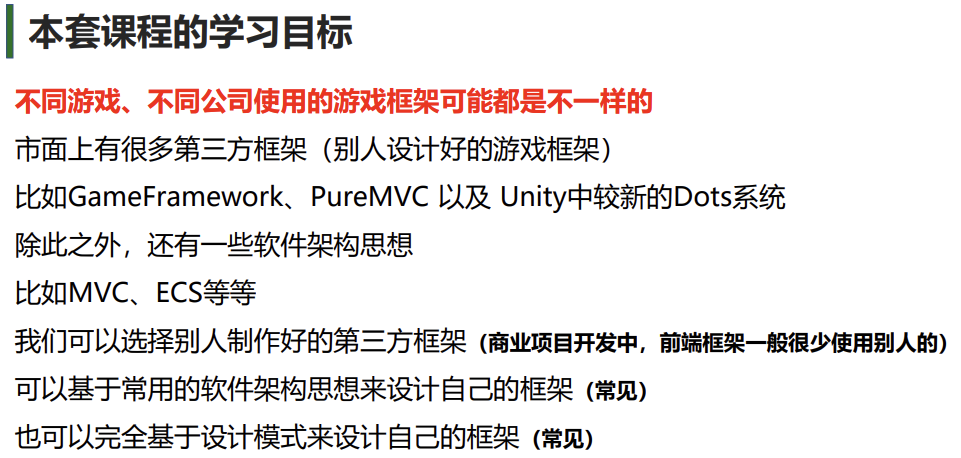 本套课程的学习目标
不同游戏、不同公司使用的游戏框架可能都是不一样的
市面上有很多第三方框架（别人设计好的游戏框架）
比如GameFramework、PureMVC 以及 Unity中较新的Dots系统
除此之外，还有一些软件架构思想
比如MVC、ECS等等
我们可以选择别人制作好的第三方框架（商业项目开发中，前端框架一般很少使用别人的）
可以基于常用的软件架构思想来设计自己的框架（常见）
也可以完全基于设计模式来设计自己的框架（常见）